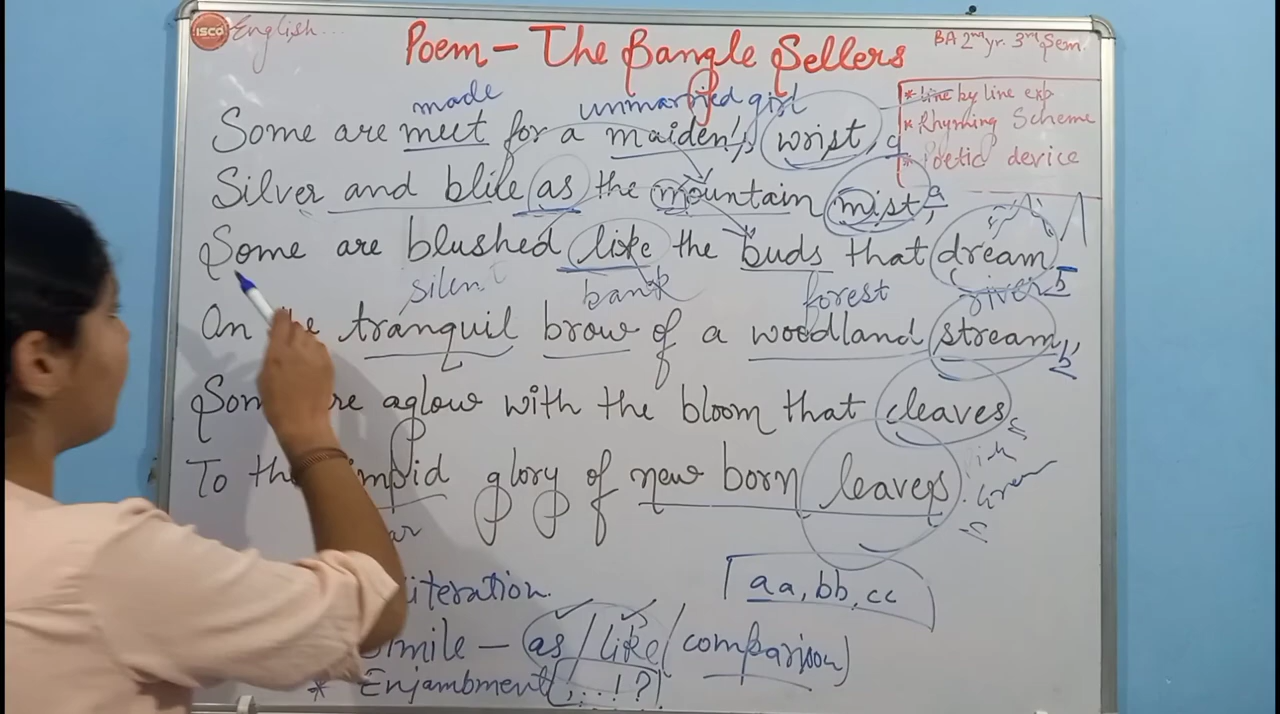 ISCO English...
Poem - The Bangle Sellers
BA 2nd yr. 3rd Sem.
* Line by line exp
* Rhyming Scheme
* Poetic device
made unmarried girl
Some are meet for a maiden's wrist, a
Silver and blue as the mountain mist, a
Some are blushed like the buds that dream b
silent bank forest river
On the tranquil brow of a woodland stream, b
Some are aglow with the bloom that cleaves c
To the limpid glory of new born leaves c
aa, bb, cc
Simile - as / like / comparison)
* Enjambment (, . . ! ?)